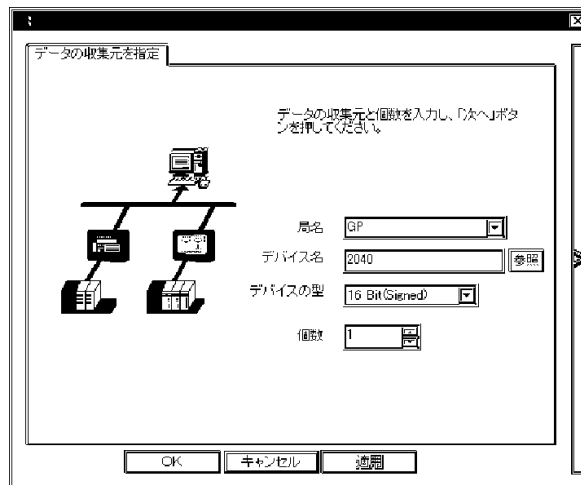 データの収集元を指定
データの収集元と個数を入力し、「次へ」ボタ
ンを押してください。
局名
GP
デバイス名
2040
参照
デバイスの型
16 Bit(Signed)
個数
1
OK
キャンセル
適用